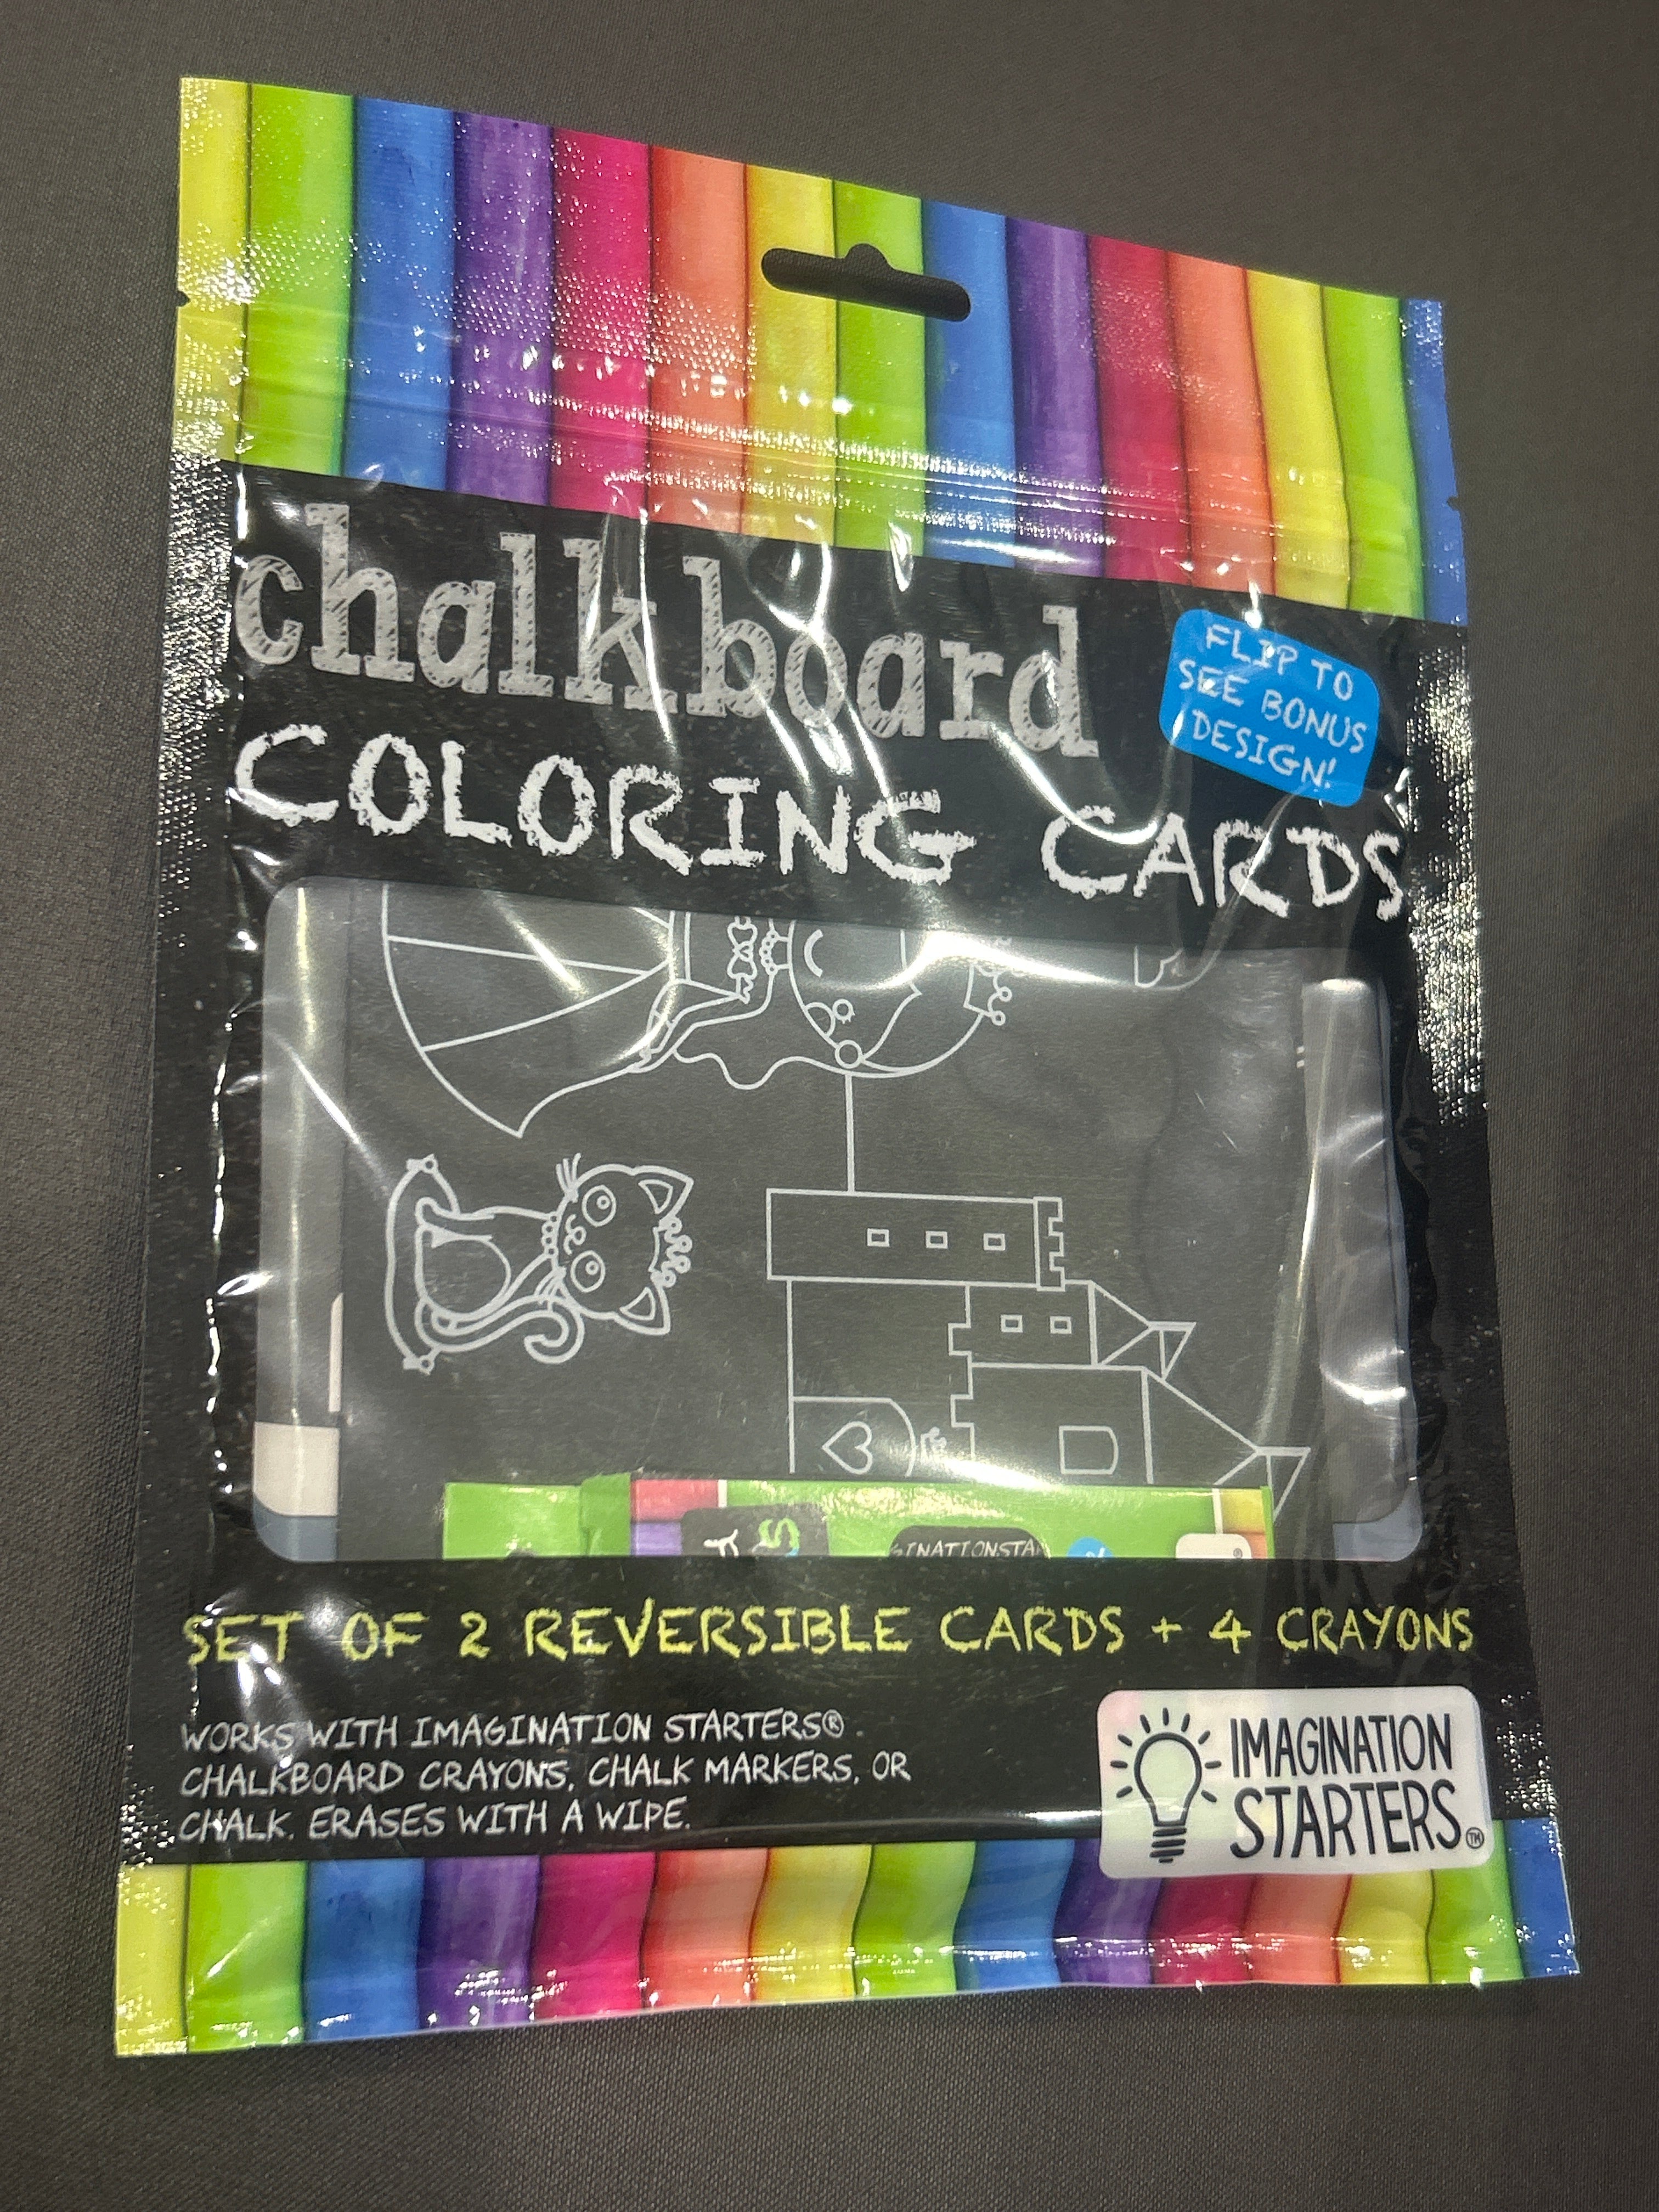 chalkboard
COLORING CARDS
FLIP TO
SEE BONUS
DESIGN!
SET OF 2 REVERSIBLE CARDS + 4 CRAYONS
WORKS WITH IMAGINATION STARTERS®
CHALKBOARD CRAYONS, CHALK MARKERS, OR
CHALK. ERASES WITH A WIPE.
IMAGINATION
STARTERS™